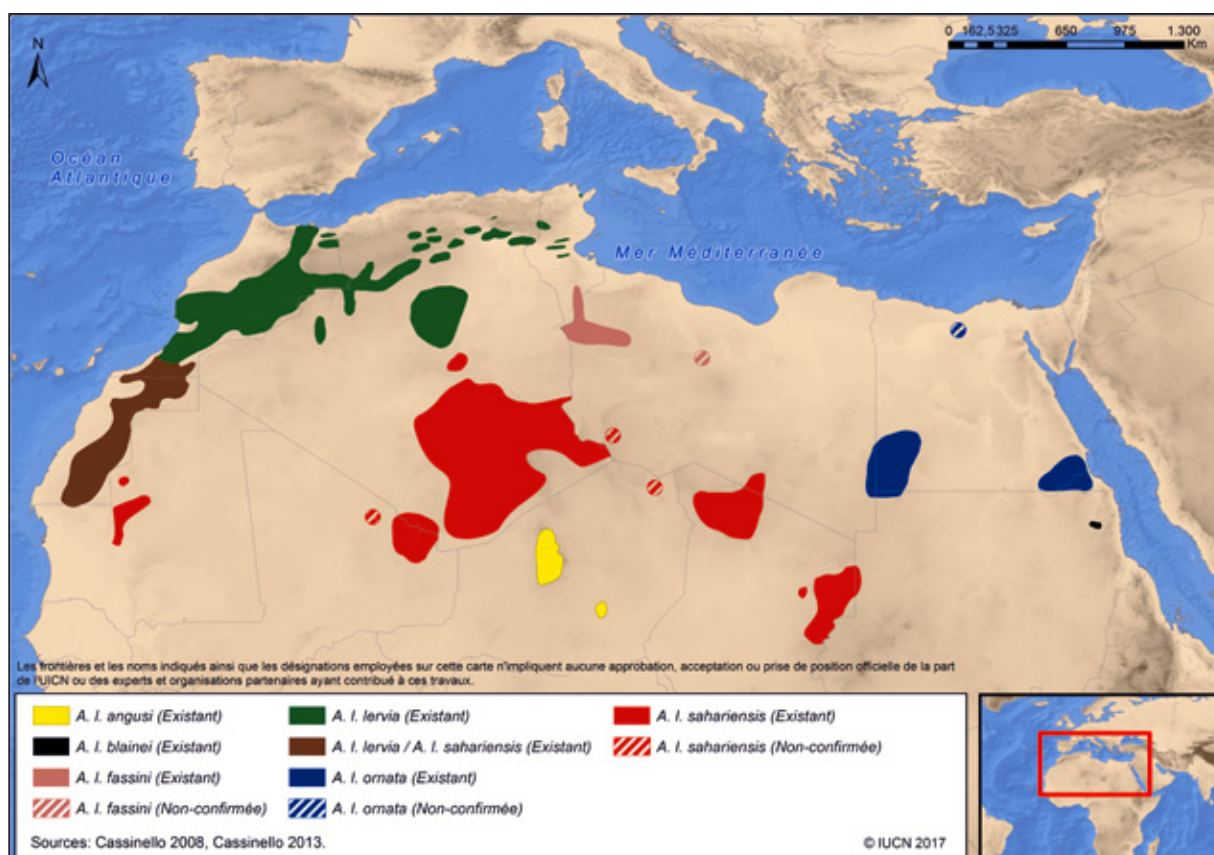 N
0 162,5 325 650 975 1.300
Km
Océan
Atlantique
Mer Méditerranée
Les frontières et les noms indiqués ainsi que les désignations employées sur cette carte n'impliquent aucune approbation, acceptation ou prise de position officielle de la part
de l'UICN ou des experts et organisations partenaires ayant contribué à ces travaux.
A. l. angusi (Existant)
A. l. blainei (Existant)
A. l. fassini (Existant)
A. l. fassini (Non-confirmée)
A. l. lervia (Existant)
A. l. lervia / A. l. sahariensis (Existant)
A. l. ornata (Existant)
A. l. ornata (Non-confirmée)
A. l. sahariensis (Existant)
A. l. sahariensis (Non-confirmée)
Sources: Cassinello 2008, Cassinello 2013.
© IUCN 2017